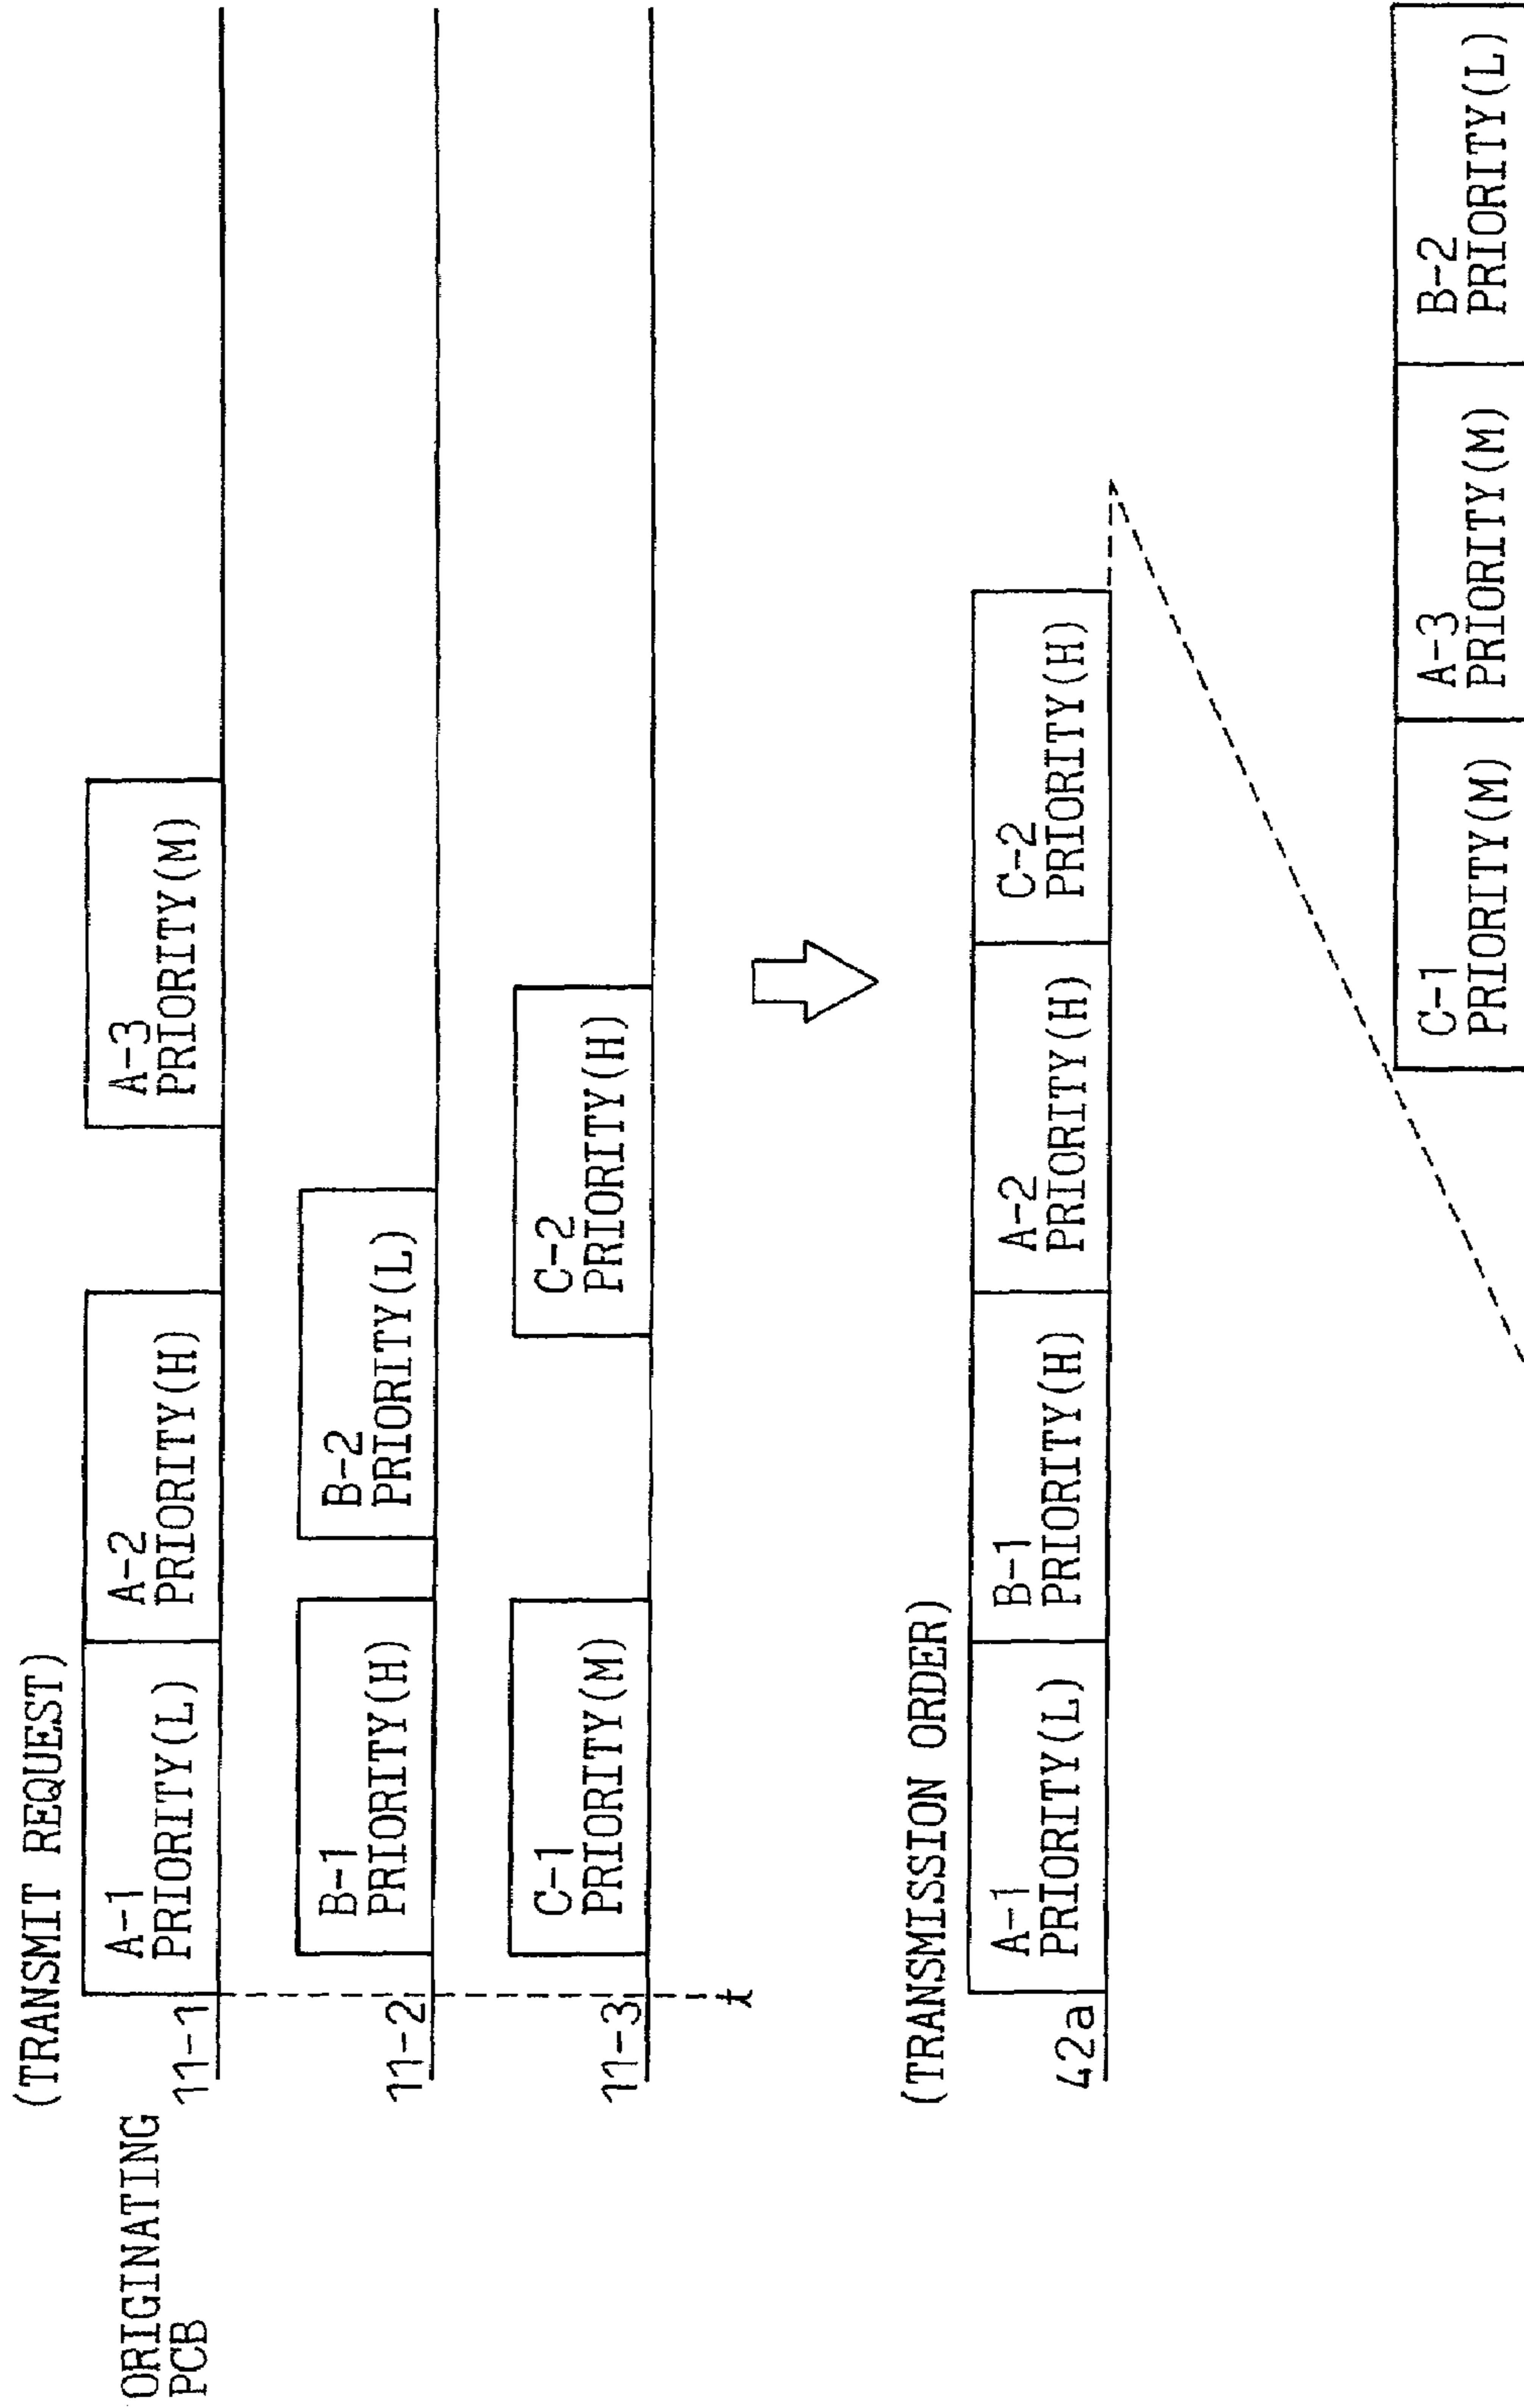 (TRANSMIT REQUEST)
ORIGINATING
PCB
11-1
A-1
PRIORITY(L)
A-2
PRIORITY(H)
A-3
PRIORITY(M)
11-2
B-1
PRIORITY(H)
B-2
PRIORITY(L)
11-3
C-1
PRIORITY(M)
C-2
PRIORITY(H)
t
(TRANSMISSION ORDER)
42a
A-1
PRIORITY(L)
B-1
PRIORITY(H)
A-2
PRIORITY(H)
C-2
PRIORITY(H)
C-1
PRIORITY(M)
A-3
PRIORITY(M)
B-2
PRIORITY(L)